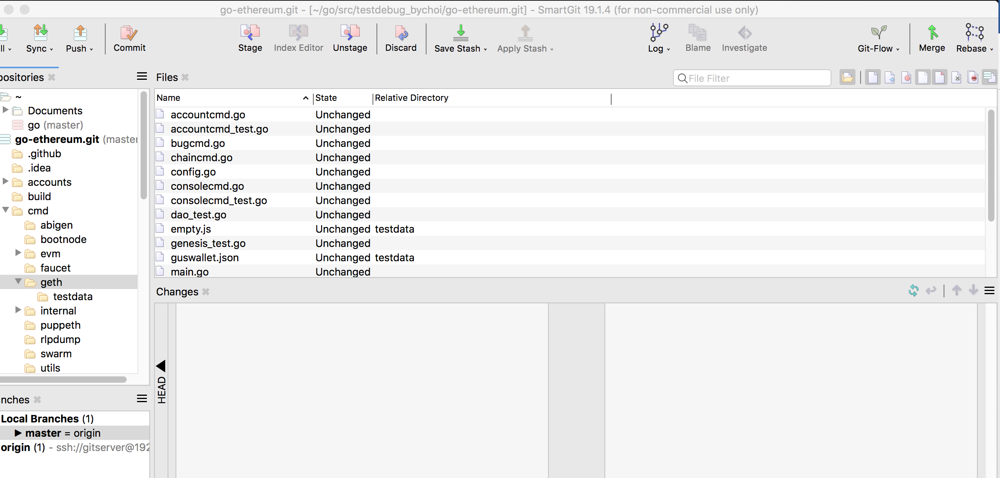 go-ethereum.git - [~/go/src/testdebug_bychoi/go-ethereum.git] - SmartGit 19.1.4 (for non-commercial use only)
ll Sync Push Commit Stage Index Editor Unstage Discard Save Stash Apply Stash Log Blame Investigate Git-Flow Merge Rebase
positories
~
Documents
go (master)
go-ethereum.git (master
.github
.idea
accounts
build
cmd
abigen
bootnode
evm
faucet
geth
testdata
internal
puppeth
rlpdump
swarm
utils
nches
Local Branches (1)
master = origin
origin (1) - ssh://gitserver@192
Files
File Filter
Name State Relative Directory
accountcmd.go Unchanged
accountcmd_test.go Unchanged
bugcmd.go Unchanged
chaincmd.go Unchanged
config.go Unchanged
consolecmd.go Unchanged
consolecmd_test.go Unchanged
dao_test.go Unchanged
empty.js Unchanged testdata
genesis_test.go Unchanged
guswallet.json Unchanged testdata
main.go Unchanged
Changes
HEAD